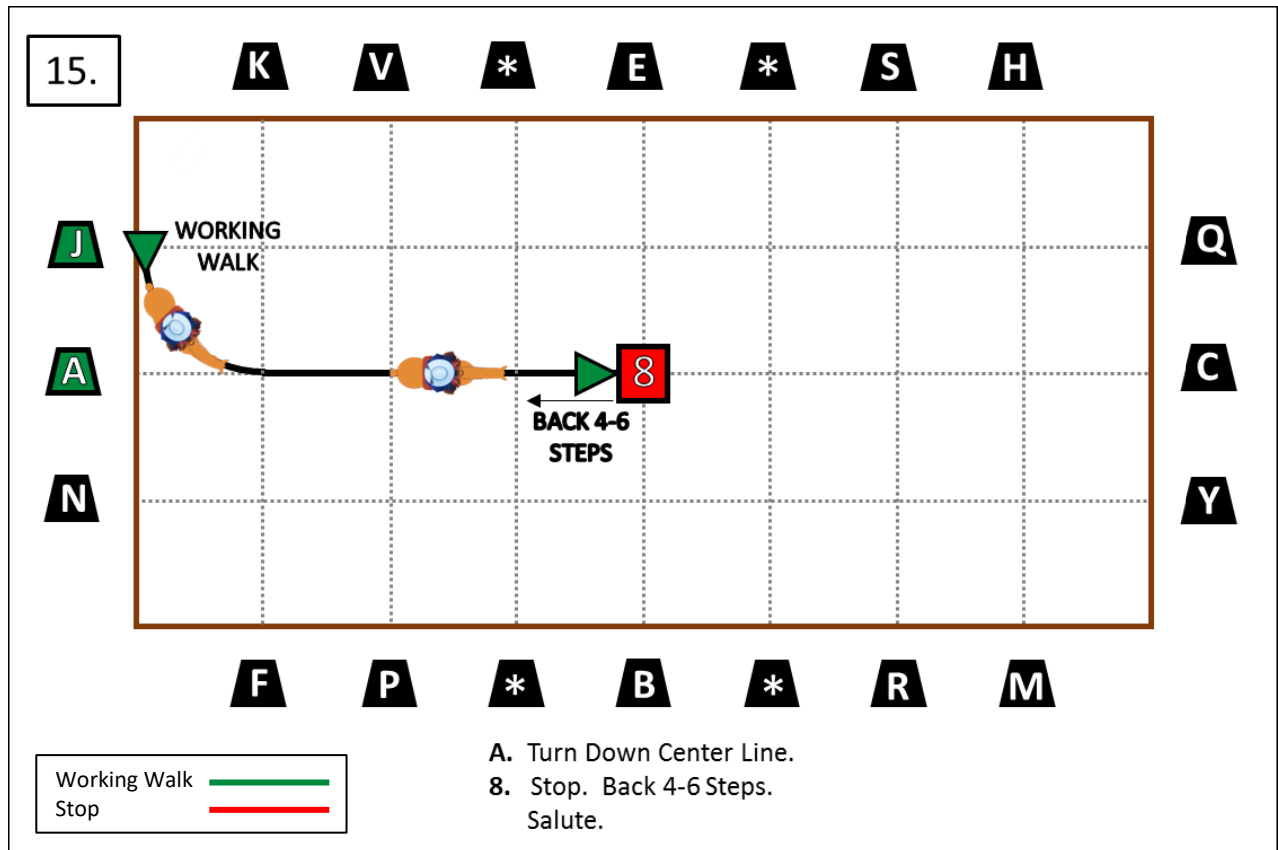 15.
K V * E * S H
J
WORKING
WALK
Q
A
8
C
BACK 4-6
STEPS
N
Y
F P * B * R M
A. Turn Down Center Line.
8. Stop. Back 4-6 Steps.
Salute.
Working Walk
Stop